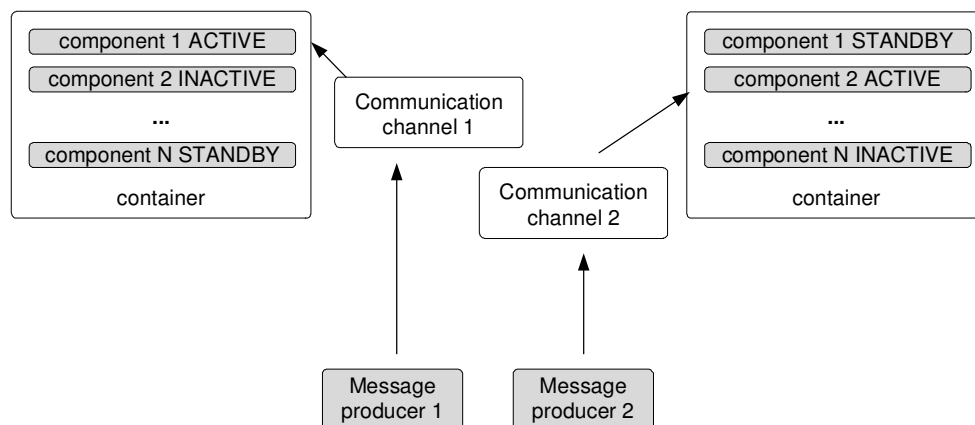 component 1 ACTIVE
component 2 INACTIVE
...
component N STANDBY
container
Communication
channel 1
Communication
channel 2
component 1 STANDBY
component 2 ACTIVE
...
component N INACTIVE
container
Message
producer 1
Message
producer 2